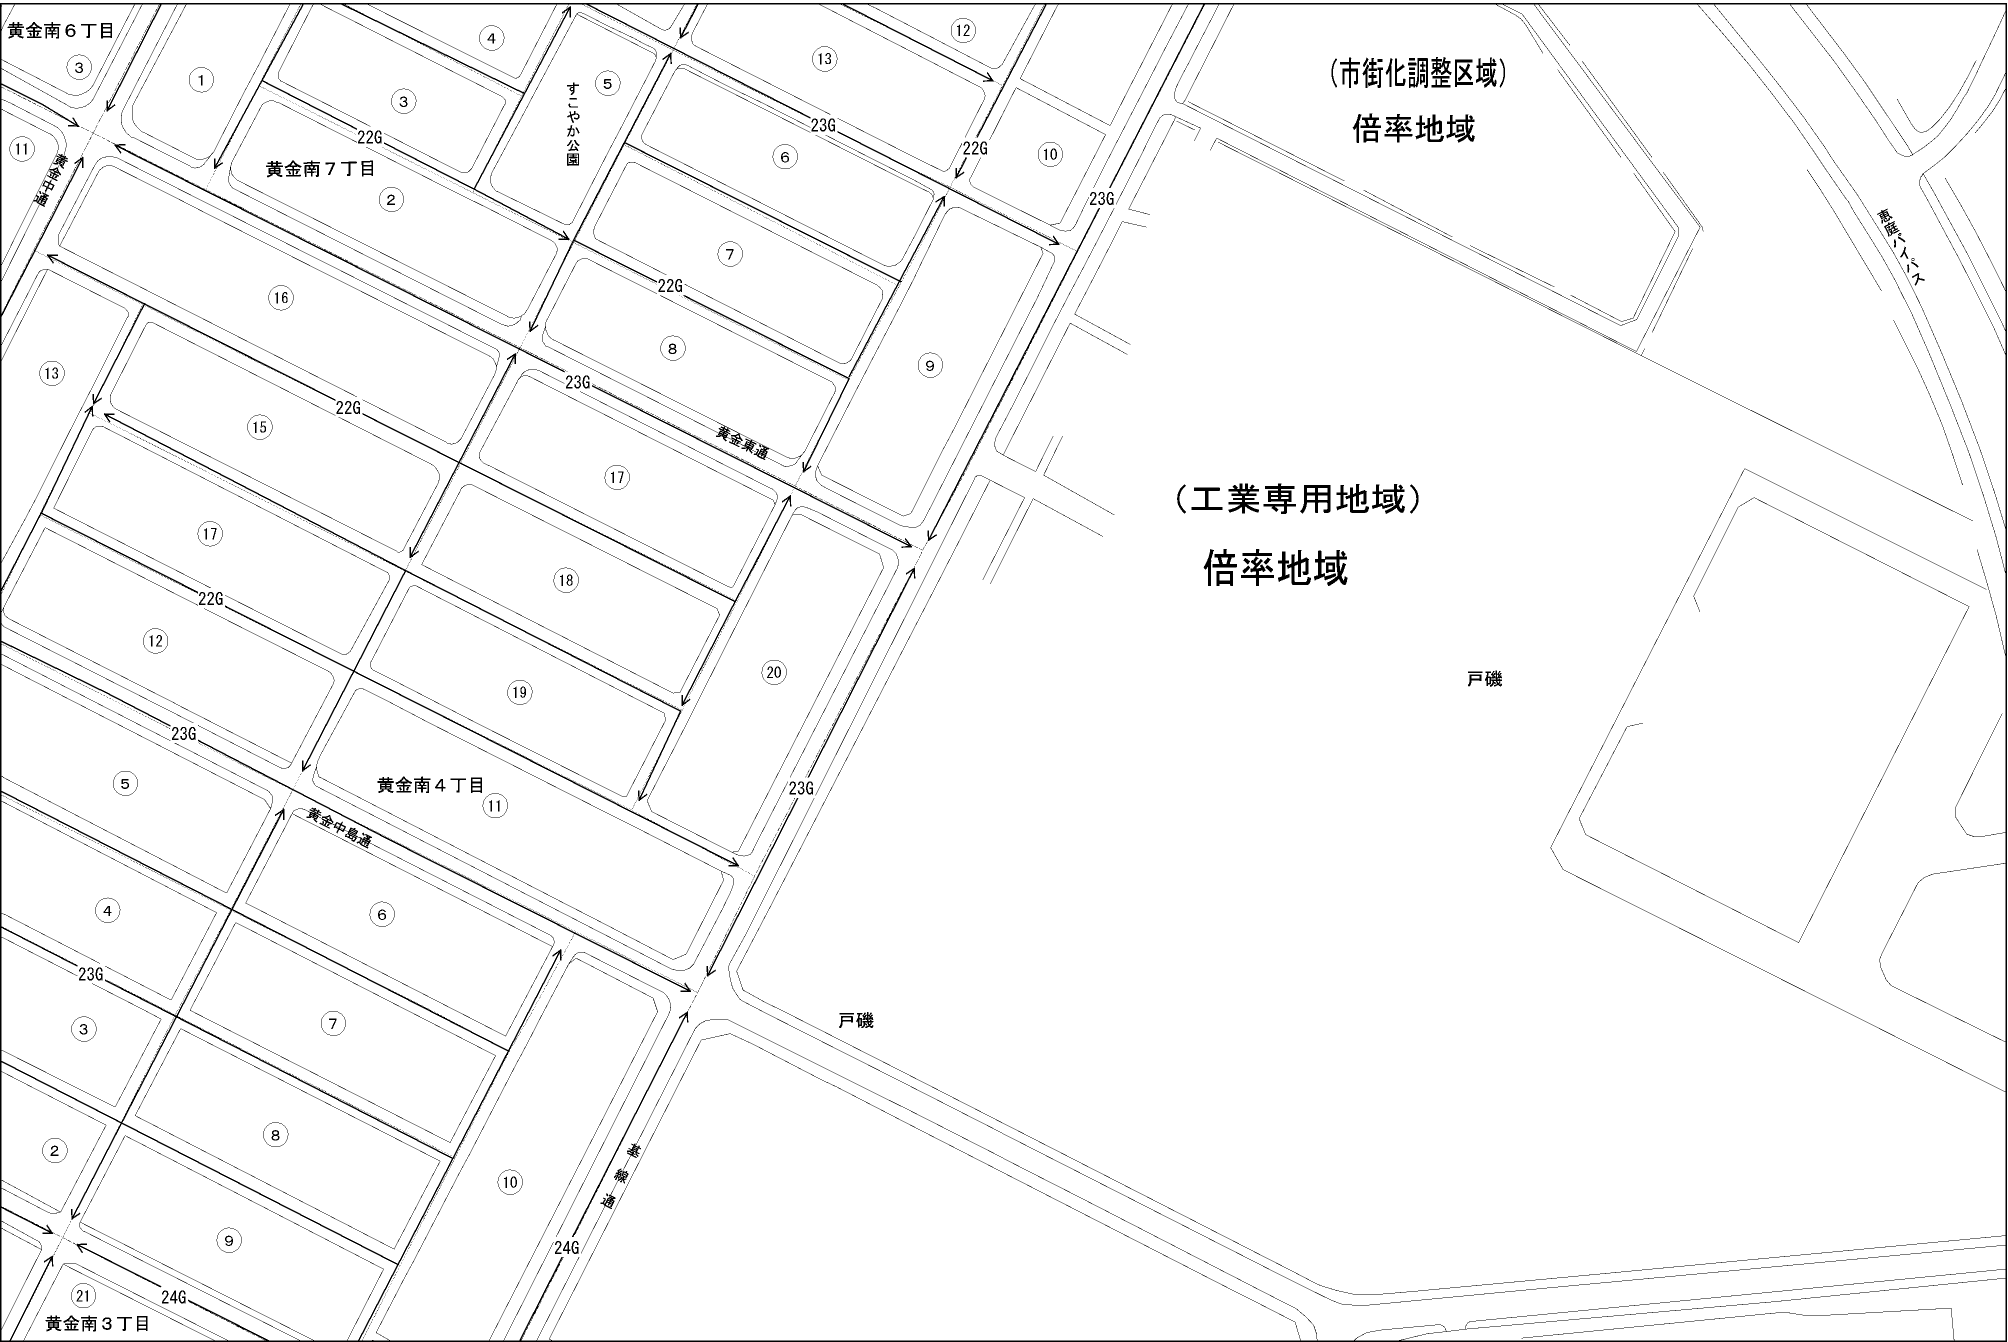 黄金南６丁目
③
①
④
⑤
⑫
⑬
③
すこやか公園
⑪
22G
23G
22G
⑩
⑥
黄金南７丁目
②
黄金中通
23G
(市街化調整区域)
倍率地域
恵庭バイパス
⑦
22G
⑯
⑧
⑨
⑬
23G
22G
⑮
黄金東通
⑰
(工業専用地域)
倍率地域
⑰
⑱
22G
⑫
⑳
⑲
戸磯
23G
⑤
黄金南４丁目
⑪
23G
黄金中島通
④
⑥
23G
③
⑦
戸磯
②
⑧
⑩
基線通
⑨
24G
㉑
24G
黄金南３丁目